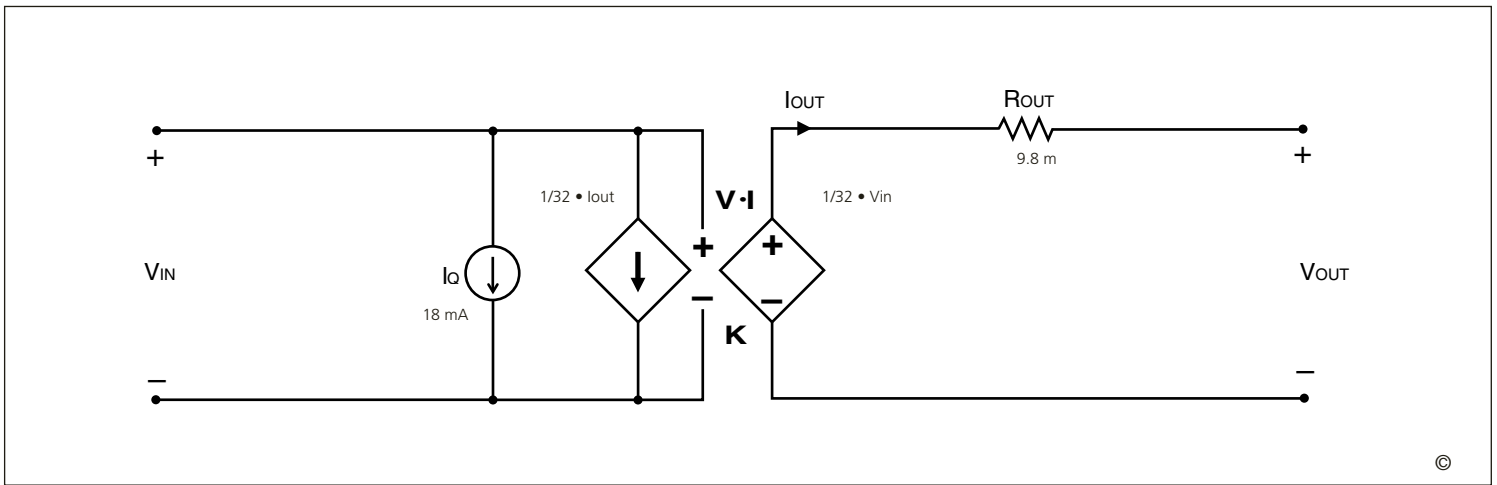 IOUT
ROUT
+
+
9.8 m
1/32 • Iout
V·I
1/32 • Vin
+
+
VIN
IQ
VOUT
−
−
18 mA
K
−
−
©